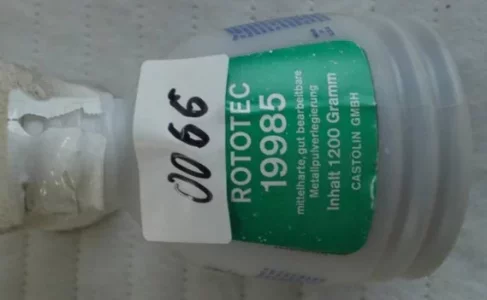 0066
ROTOTEC
19985
mittelharte, gut bearbeitbare
Metallpulverlegierung
Inhalt 1200 Gramm
CASTOLIN GMBH